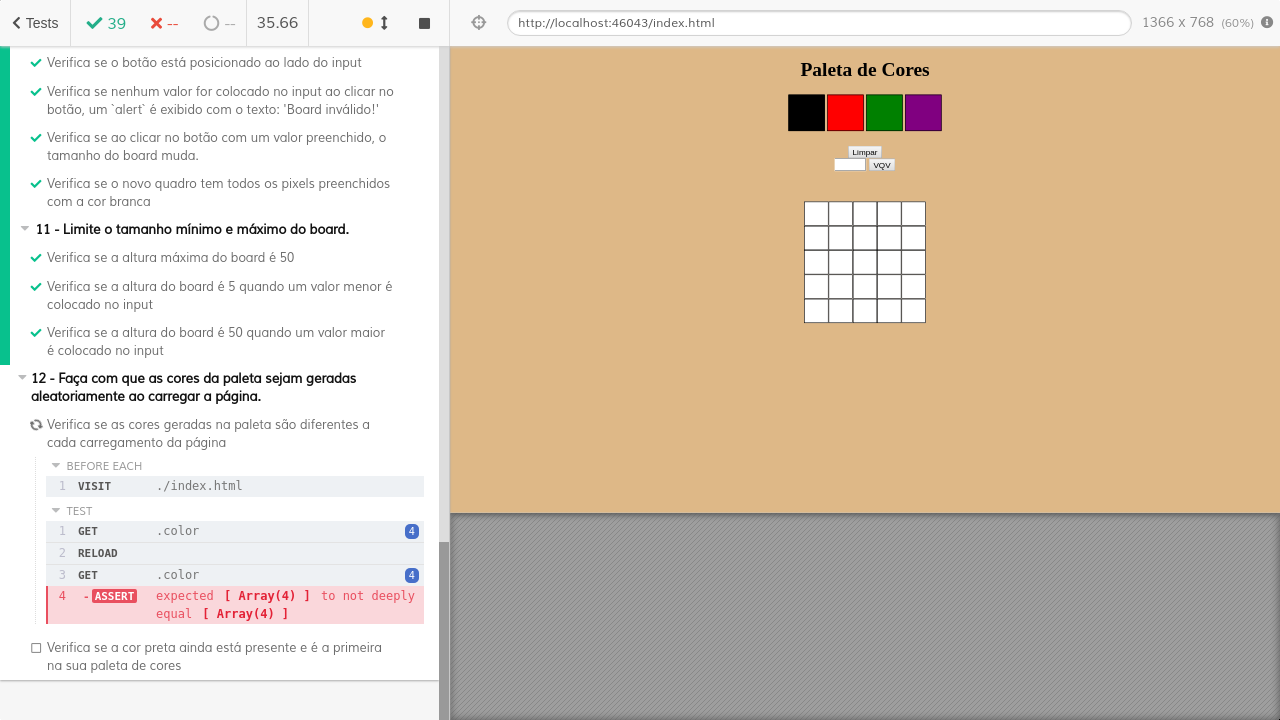 Tests
39
--
--
35.66
http://localhost:46043/index.html
1366 x 768 (60%)
Verifica se o botão está posicionado ao lado do input
Verifica se nenhum valor for colocado no input ao clicar no
botão, um `alert` é exibido com o texto: 'Board inválido!'
Verifica se ao clicar no botão com um valor preenchido, o
tamanho do board muda.
Verifica se o novo quadro tem todos os pixels preenchidos
com a cor branca
11 - Limite o tamanho mínimo e máximo do board.
Verifica se a altura máxima do board é 50
Verifica se a altura do board é 5 quando um valor menor é
colocado no input
Verifica se a altura do board é 50 quando um valor maior
é colocado no input
12 - Faça com que as cores da paleta sejam geradas
aleatoriamente ao carregar a página.
Verifica se as cores geradas na paleta são diferentes a
cada carregamento da página
BEFORE EACH
1 VISIT ./index.html
TEST
1 GET .color 4
2 RELOAD
3 GET .color 4
4 -ASSERT expected [ Array(4) ] to not deeply
equal [ Array(4) ]
Verifica se a cor preta ainda está presente e é a primeira
na sua paleta de cores
Paleta de Cores
Limpar
VQV